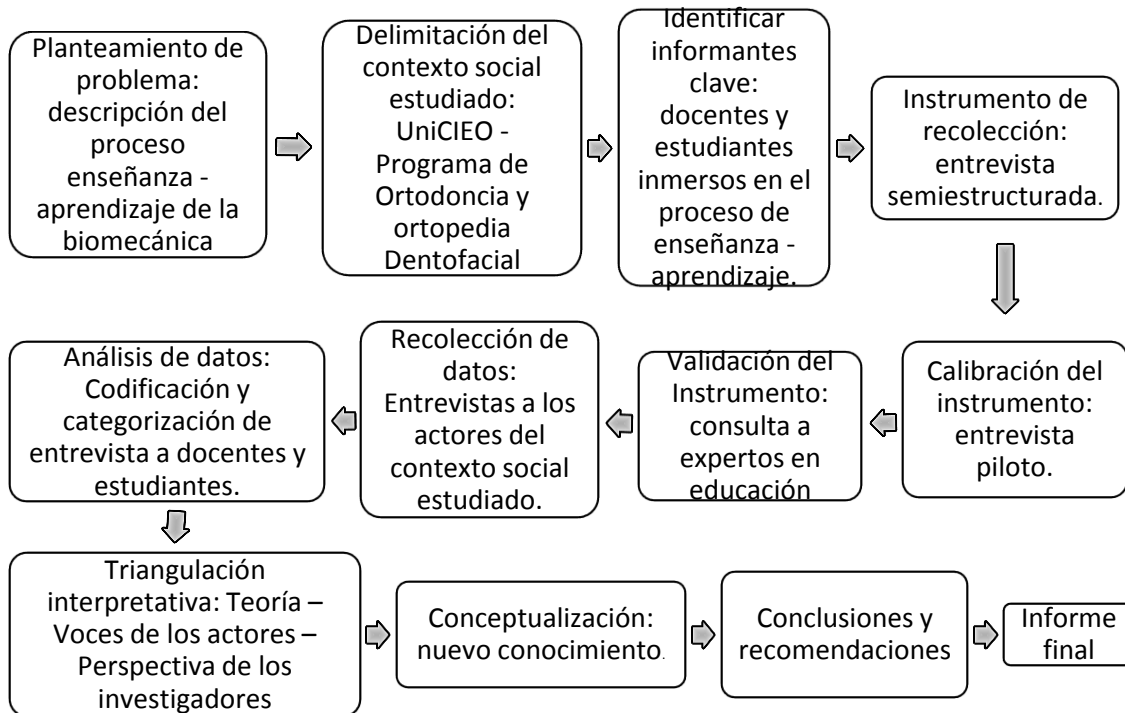 Planteamiento de
problema:
descripción del
proceso
enseñanza -
aprendizaje de la
biomecánica
Delimitación del
contexto social
estudiado:
UniCIEO -
Programa de
Ortodoncia y
ortopedia
Dentofacial
Identificar
informantes
clave:
docentes y
estudiantes
inmersos en el
proceso de
enseñanza -
aprendizaje.
Instrumento de
recolección:
entrevista
semiestructurada.
Calibración del
instrumento:
entrevista
piloto.
Validación del
Instrumento:
consulta a
expertos en
educación
Recolección de
datos:
Entrevistas a los
actores del
contexto social
estudiado.
Análisis de datos:
Codificación y
categorización de
entrevista a docentes y
estudiantes.
Triangulación
interpretativa: Teoría –
Voces de los actores –
Perspectiva de los
investigadores
Conceptualización:
nuevo conocimiento.
Conclusiones y
recomendaciones
Informe
final